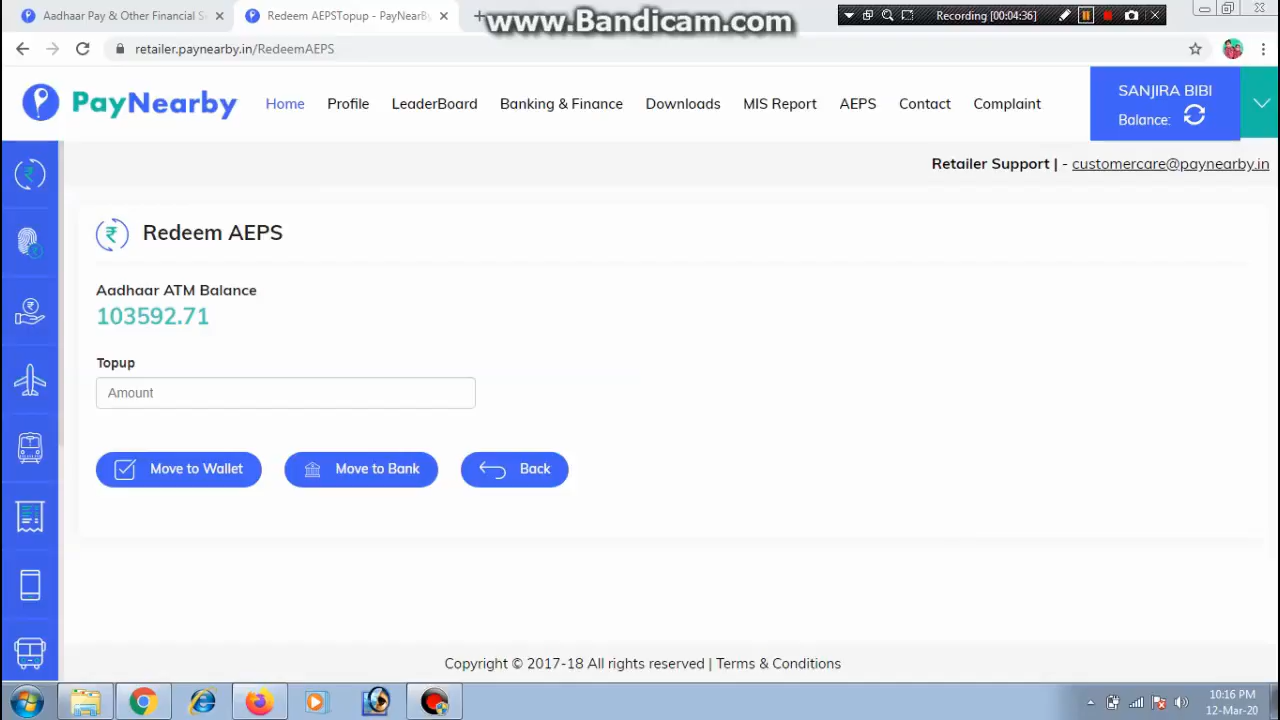 Aadhaar Pay & Other Financial S
Redeem AEPSTopup - PayNearb
www.Bandicam.com
Recording [00:04:36]
retailer.paynearby.in/RedeemAEPS
PayNearby
Home
Profile
LeaderBoard
Banking & Finance
Downloads
MIS Report
AEPS
Contact
Complaint
SANJIRA BIBI
Balance:
Retailer Support | - customercare@paynearby.in
Redeem AEPS
Aadhaar ATM Balance
103592.71
Topup
Amount
Move to Wallet
Move to Bank
Back
Copyright © 2017-18 All rights reserved | Terms & Conditions
10:16 PM
12-Mar-20